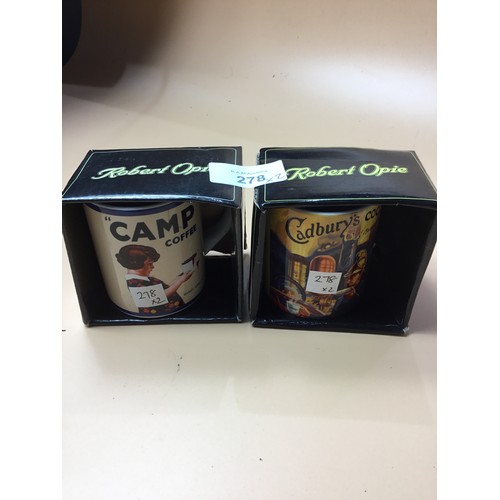 Robert Opie
278
Robert Opie
"CAMP
COFFEE
278
x2
Cadbury's
278
x2